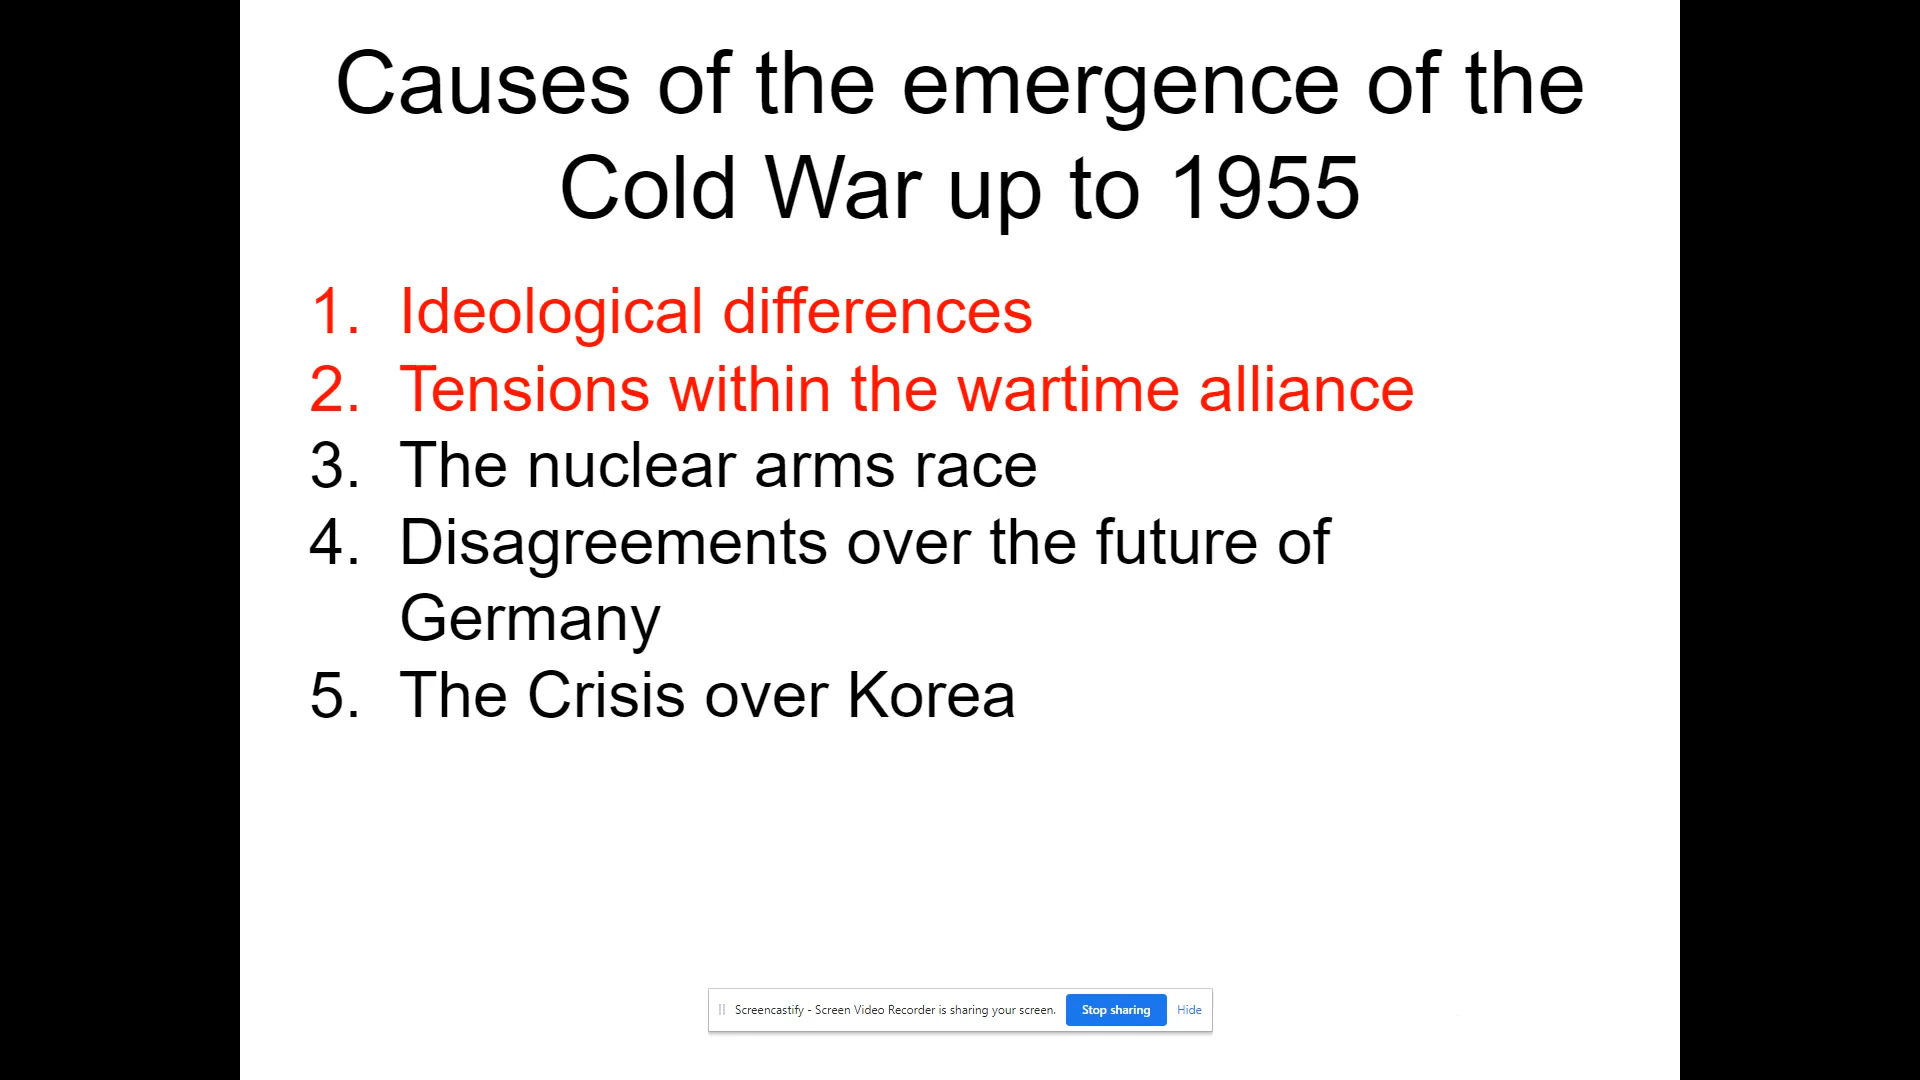 Causes of the emergence of the
Cold War up to 1955
1. Ideological differences
2. Tensions within the wartime alliance
3. The nuclear arms race
4. Disagreements over the future of
Germany
5. The Crisis over Korea
Screencastify - Screen Video Recorder is sharing your screen. Stop sharing Hide